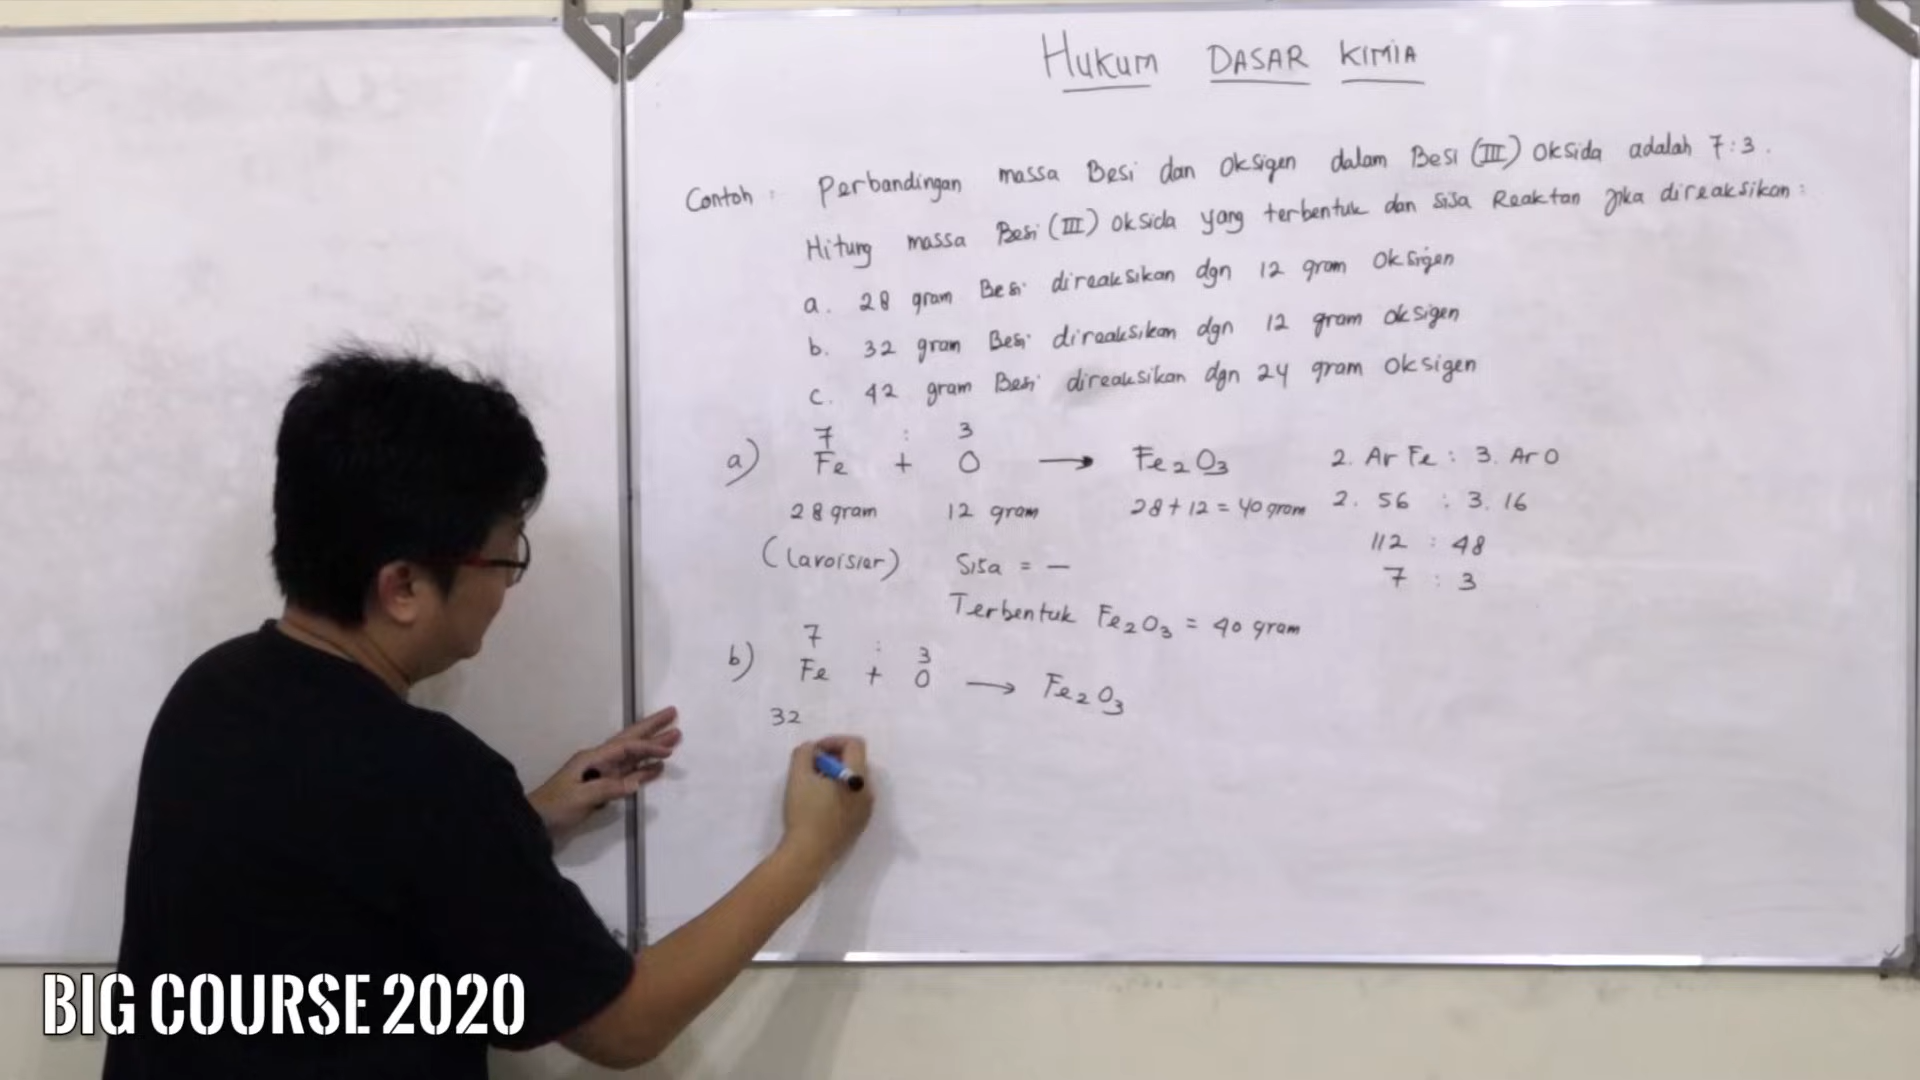 Hukum DASAR KIMIA
Contoh : Perbandingan massa Besi dan Oksigen dalam Besi (III) Oksida adalah 7:3.
Hitung massa Besi (III) Oksida yang terbentuk dan Sisa Reaktan jika direaksikan :
a. 28 gram Besi direaksikan dgn 12 gram Oksigen
b. 32 gram Besi direaksikan dgn 12 gram oksigen
c. 42 gram Besi direaksikan dgn 24 gram Oksigen
7 : 3
a) Fe + O → Fe₂O₃ 2. Ar Fe : 3. Ar O
28 gram 12 gram 28 + 12 = 40 gram 2. 56 : 3. 16
112 : 48
(Lavoisier) Sisa = — 7 : 3
Terbentuk Fe₂O₃ = 40 gram
7 : 3
b) Fe + O → Fe₂O₃
32
BIG COURSE 2020